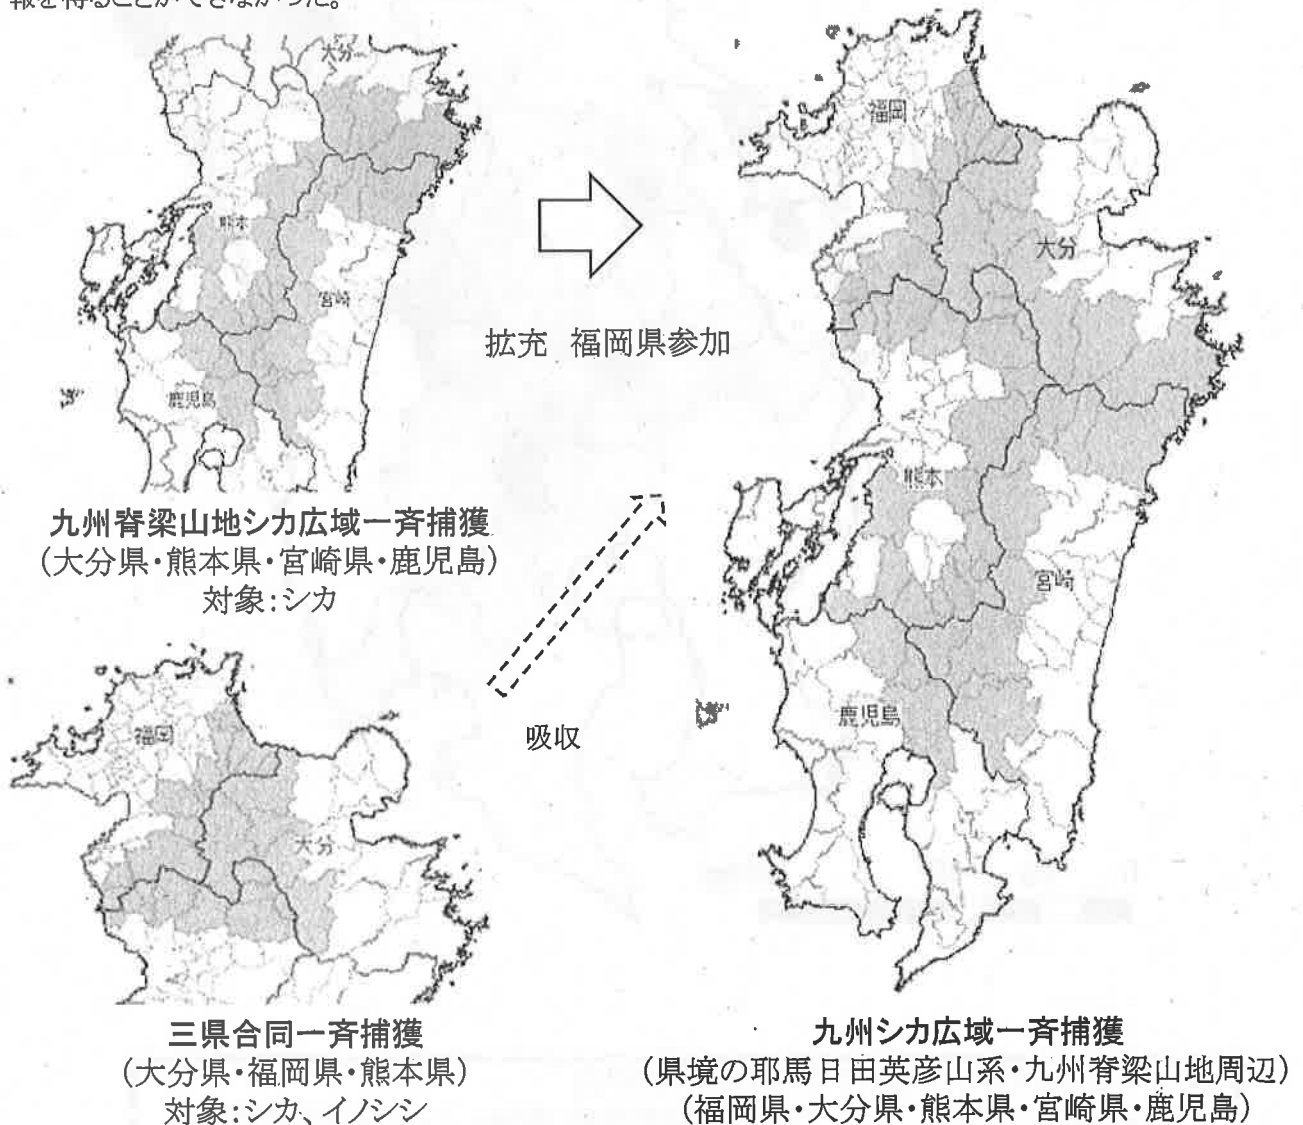 報を得ることができなかった。
大分
熊本
宮崎
鹿児島
九州脊梁山地シカ広域一斉捕獲
(大分県・熊本県・宮崎県・鹿児島)
対象:シカ
拡充 福岡県参加
吸収
福岡
大分
三県合同一斉捕獲
(大分県・福岡県・熊本県)
対象:シカ、イノシシ
福岡
大分
熊本
宮崎
鹿児島
九州シカ広域一斉捕獲
(県境の耶馬日田英彦山系・九州脊梁山地周辺)
(福岡県・大分県・熊本県・宮崎県・鹿児島)